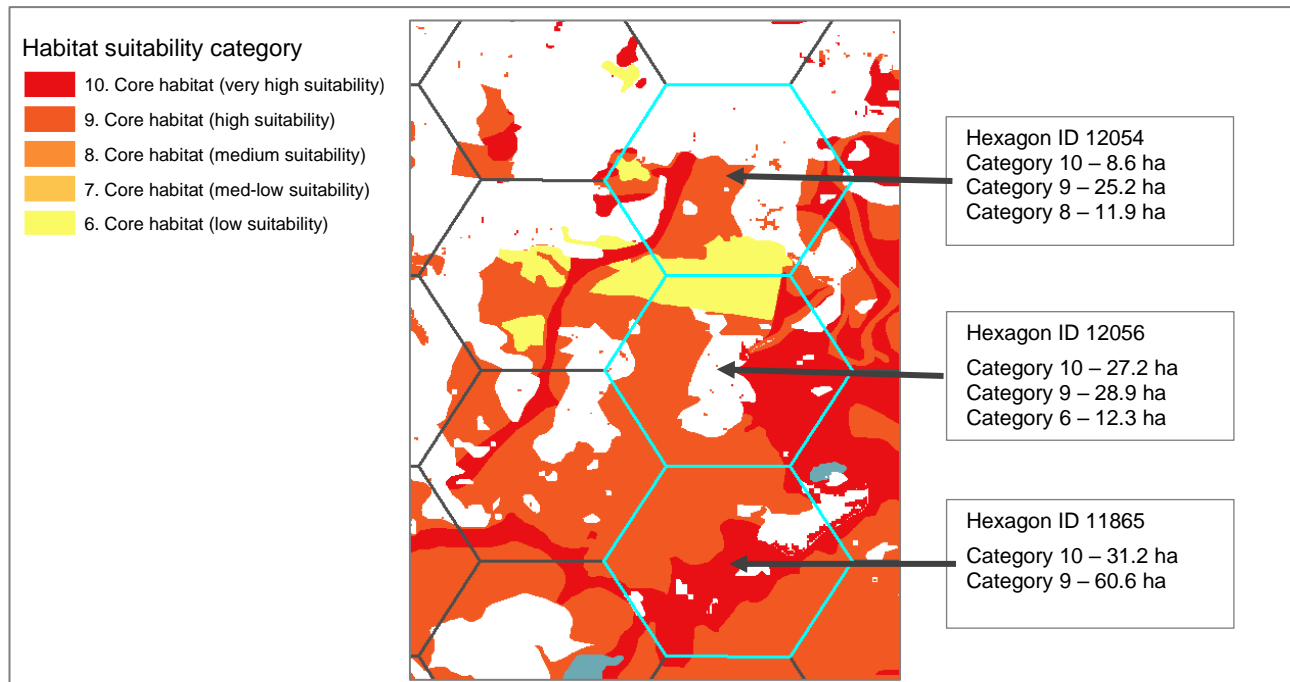 Habitat suitability category
10. Core habitat (very high suitability)
9. Core habitat (high suitability)
8. Core habitat (medium suitability)
7. Core habitat (med-low suitability)
6. Core habitat (low suitability)
Hexagon ID 12054
Category 10 – 8.6 ha
Category 9 – 25.2 ha
Category 8 – 11.9 ha
Hexagon ID 12056
Category 10 – 27.2 ha
Category 9 – 28.9 ha
Category 6 – 12.3 ha
Hexagon ID 11865
Category 10 – 31.2 ha
Category 9 – 60.6 ha